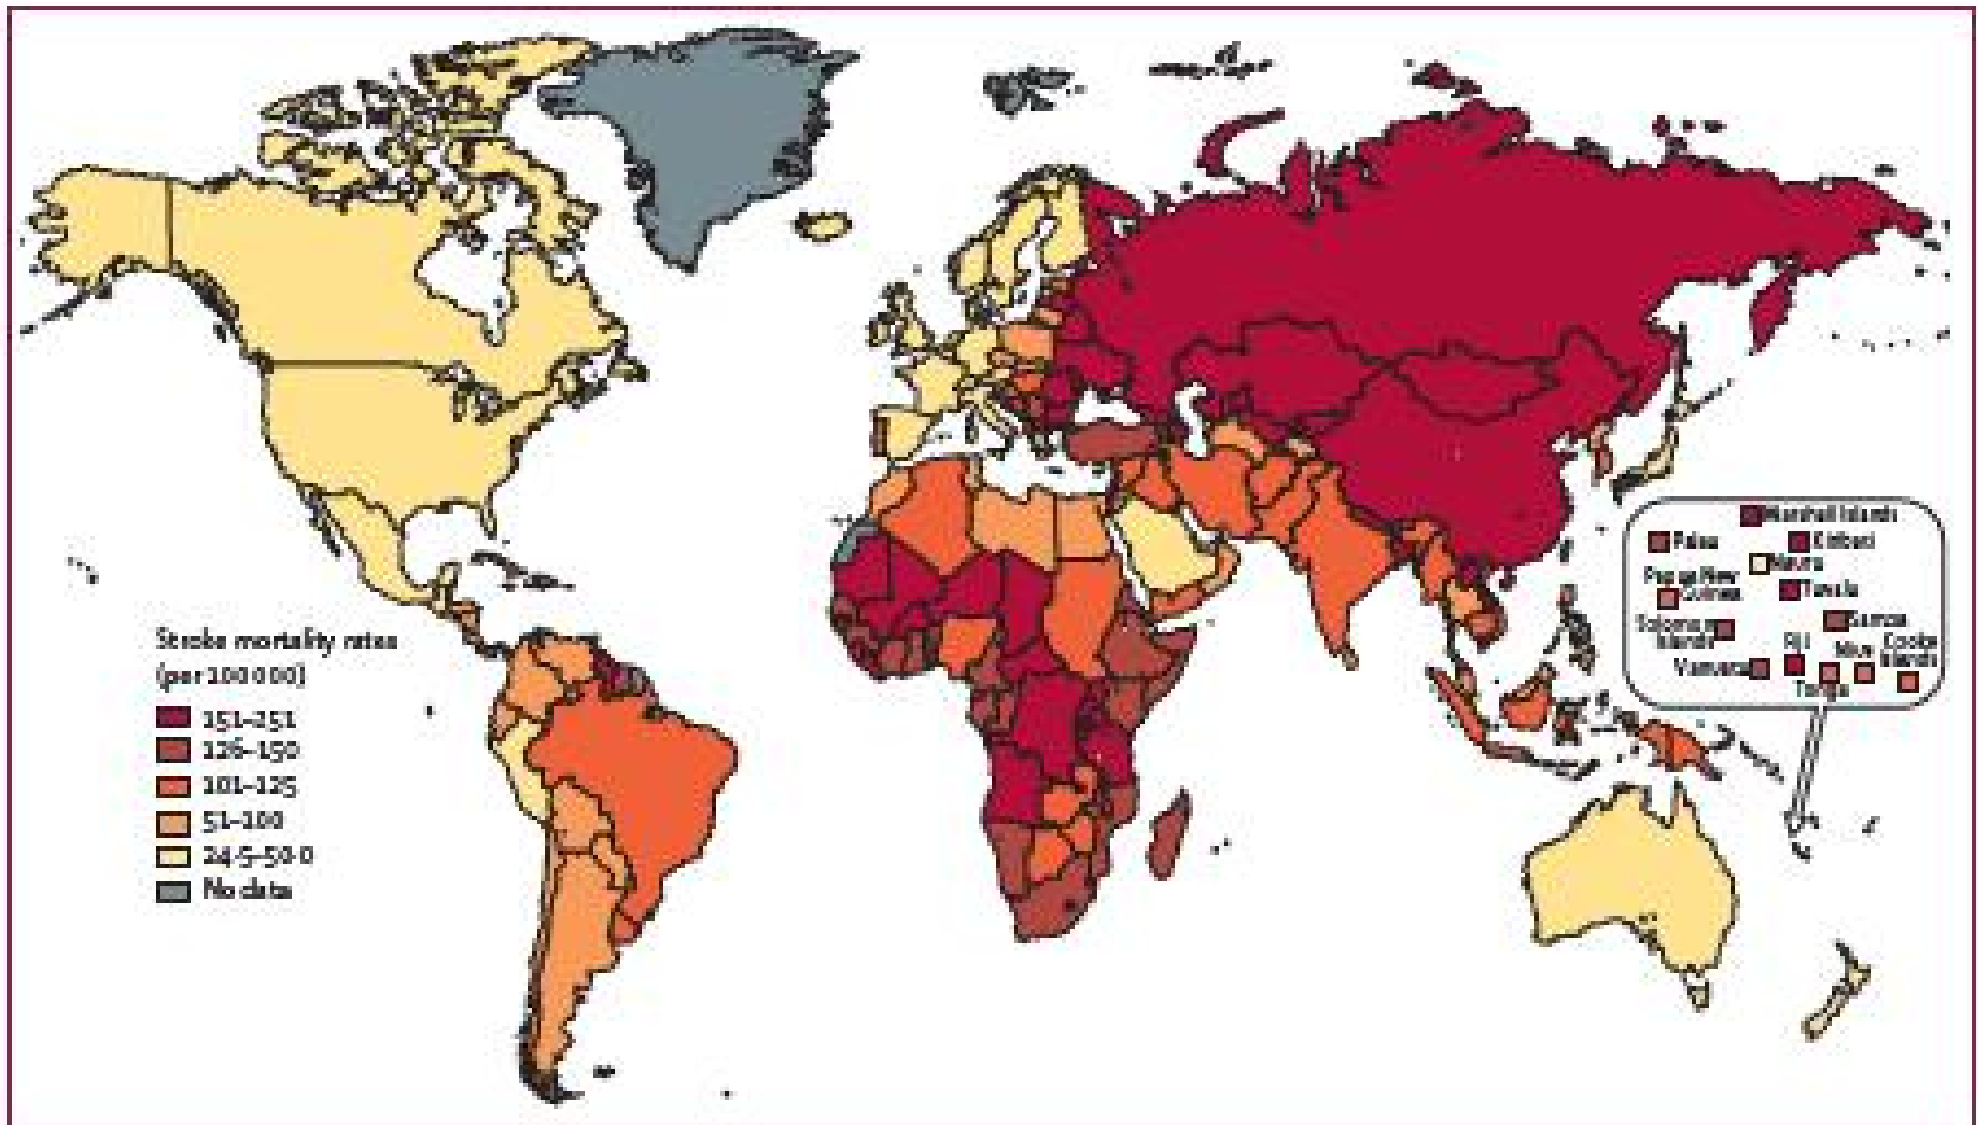 Stroke mortality rates
(per 100 000)
151–251
126–150
101–125
51–100
24·5–50·0
No data
Marshall Islands
Palau
Kiribati
Nauru
Papua New
Guinea
Tuvalu
Solomon
Islands
Samoa
Fiji
Niue
Cooke
Islands
Vanuatu
Tonga